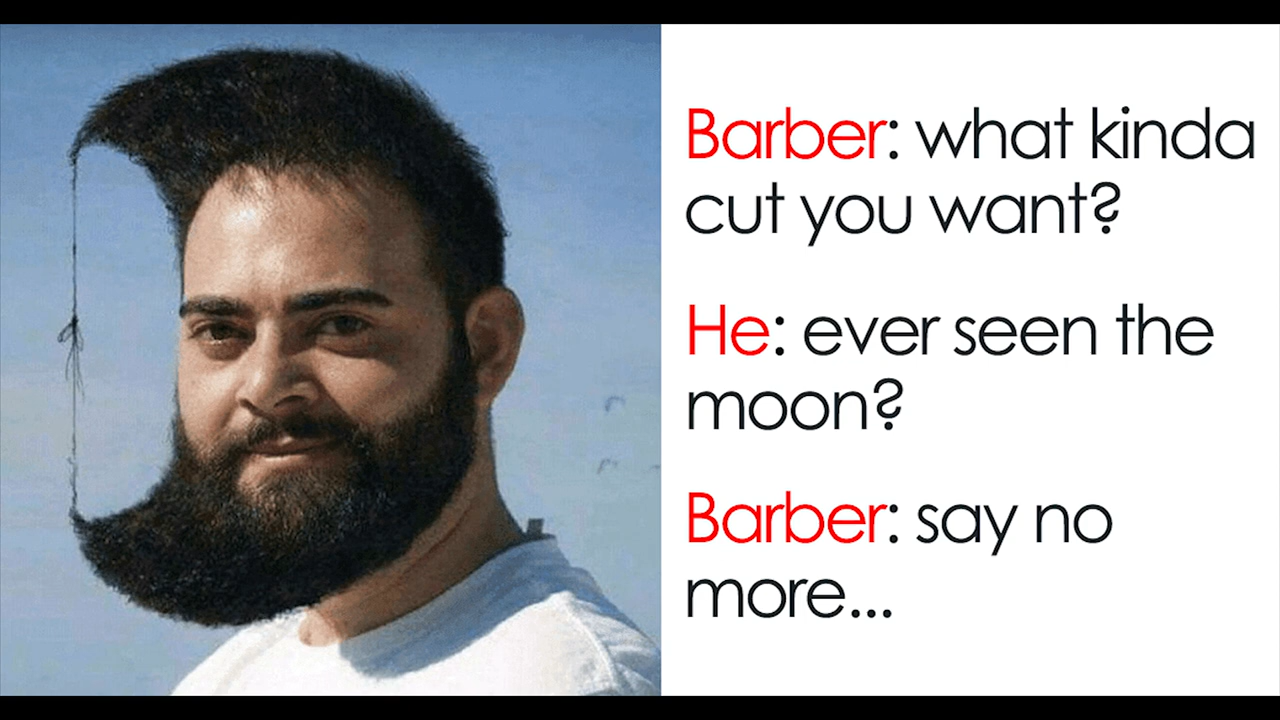 Barber: what kinda
cut you want?
He: ever seen the
moon?
Barber: say no
more...